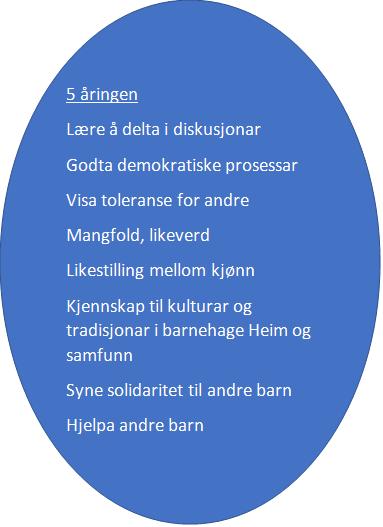 5 åringen
Lære å delta i diskusjonar
Godta demokratiske prosessar
Visa toleranse for andre
Mangfold, likeverd
Likestilling mellom kjønn
Kjennskap til kulturar og
tradisjonar i barnehage Heim og
samfunn
Syne solidaritet til andre barn
Hjelpa andre barn